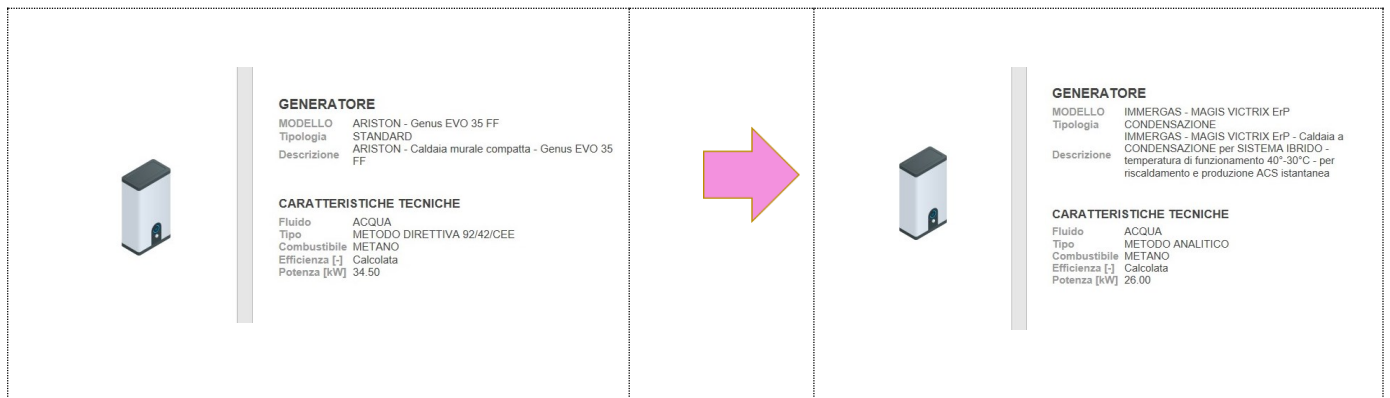 GENERATORE
MODELLO ARISTON - Genus EVO 35 FF
Tipologia STANDARD
Descrizione ARISTON - Caldaia murale compatta - Genus EVO 35
FF
CARATTERISTICHE TECNICHE
Fluido ACQUA
Tipo METODO DIRETTIVA 92/42/CEE
Combustibile METANO
Efficienza [-] Calcolata
Potenza [kW] 34.50
GENERATORE
MODELLO IMMERGAS - MAGIS VICTRIX ErP
Tipologia CONDENSAZIONE
IMMERGAS - MAGIS VICTRIX ErP - Caldaia a
Descrizione CONDENSAZIONE per SISTEMA IBRIDO -
temperatura di funzionamento 40°-30°C - per
riscaldamento e produzione ACS istantanea
CARATTERISTICHE TECNICHE
Fluido ACQUA
Tipo METODO ANALITICO
Combustibile METANO
Efficienza [-] Calcolata
Potenza [kW] 26.00